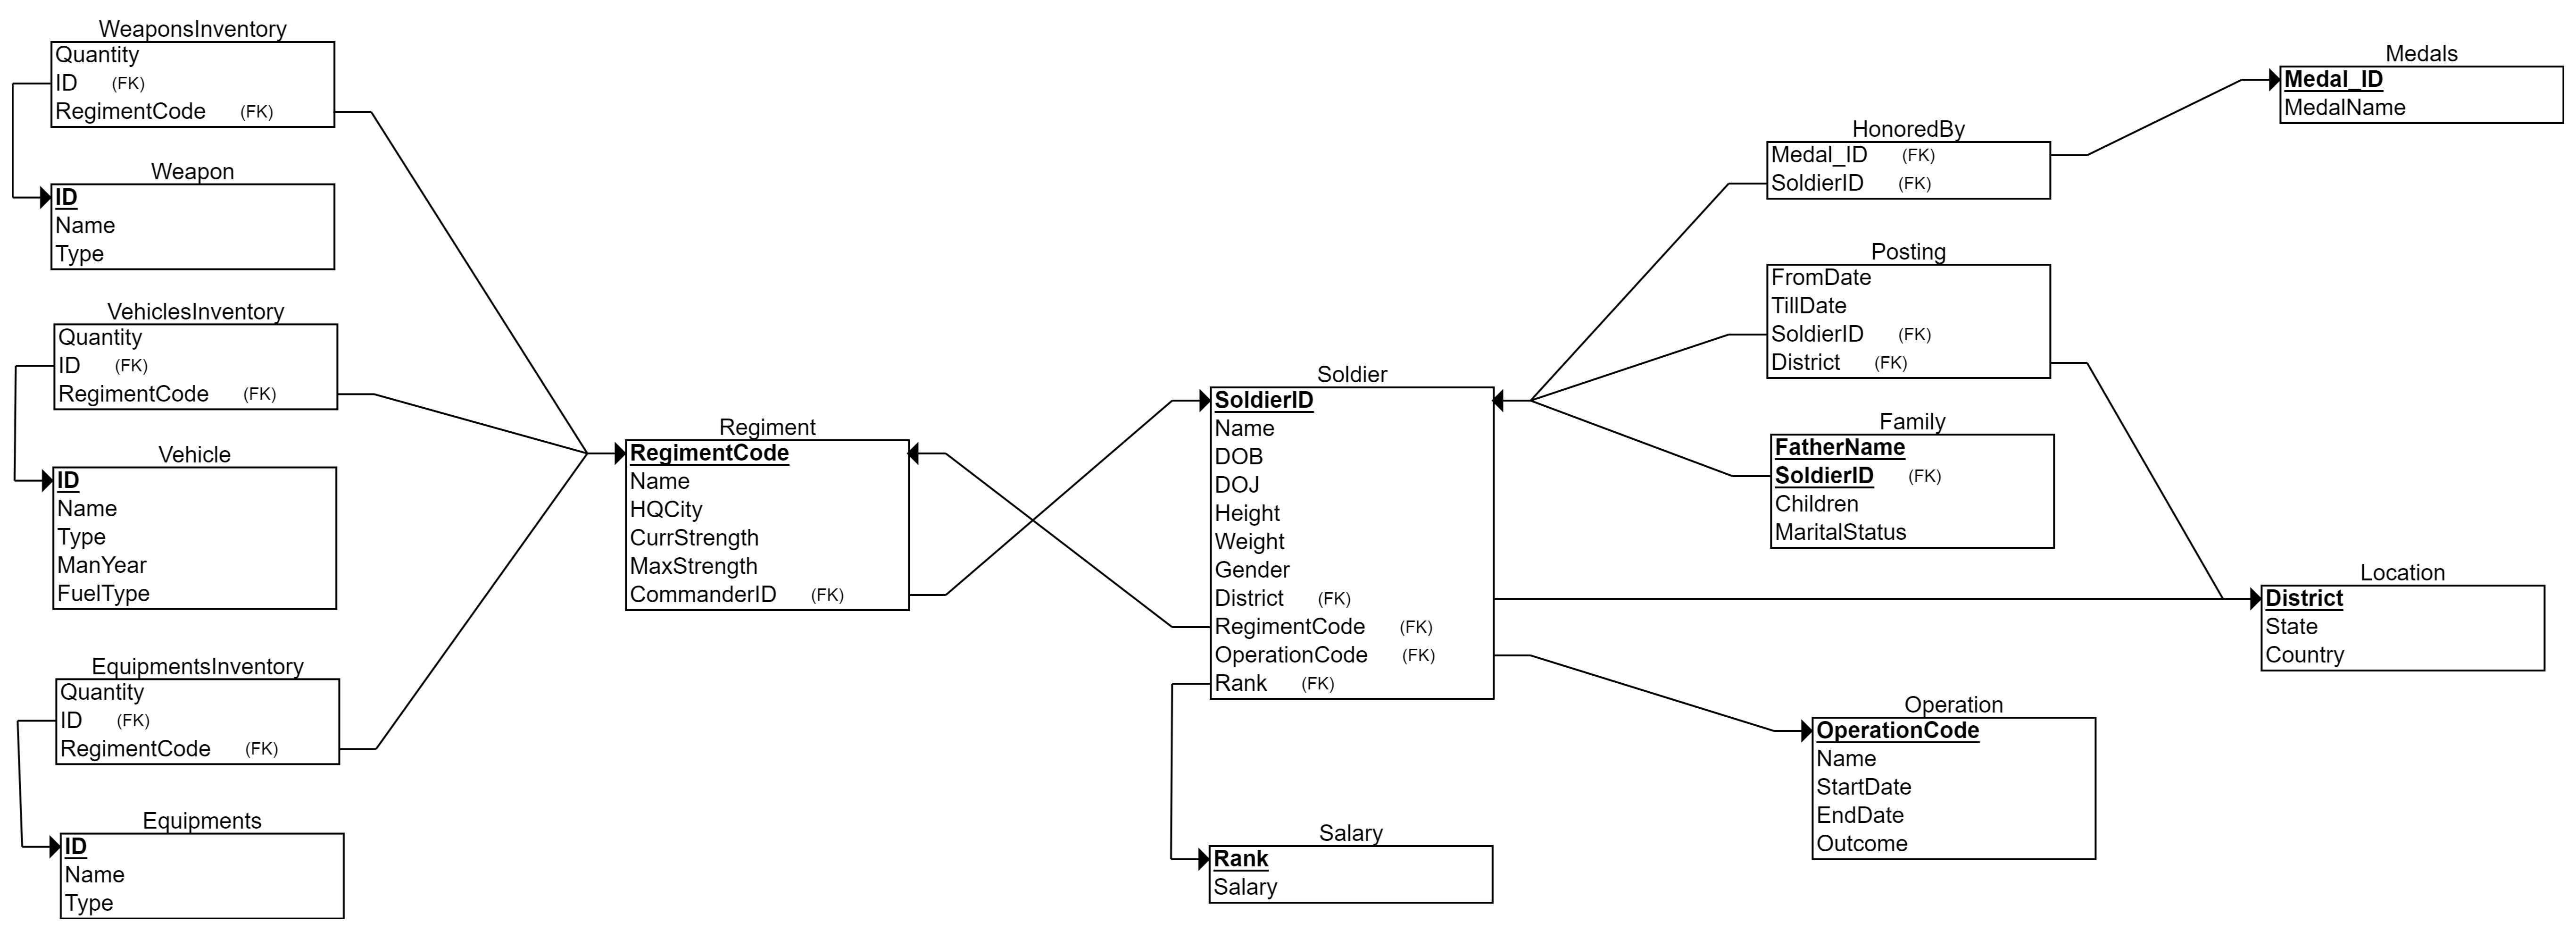 WeaponsInventory
Quantity
ID (FK)
RegimentCode (FK)
Weapon
ID
Name
Type
VehiclesInventory
Quantity
ID (FK)
RegimentCode (FK)
Vehicle
ID
Name
Type
ManYear
FuelType
EquipmentsInventory
Quantity
ID (FK)
RegimentCode (FK)
Equipments
ID
Name
Type
Regiment
RegimentCode
Name
HQCity
CurrStrength
MaxStrength
CommanderID (FK)
Soldier
SoldierID
Name
DOB
DOJ
Height
Weight
Gender
District (FK)
RegimentCode (FK)
OperationCode (FK)
Rank (FK)
Salary
Rank
Salary
HonoredBy
Medal_ID (FK)
SoldierID (FK)
Posting
FromDate
TillDate
SoldierID (FK)
District (FK)
Family
FatherName
SoldierID (FK)
Children
MaritalStatus
Operation
OperationCode
Name
StartDate
EndDate
Outcome
Medals
Medal_ID
MedalName
Location
District
State
Country